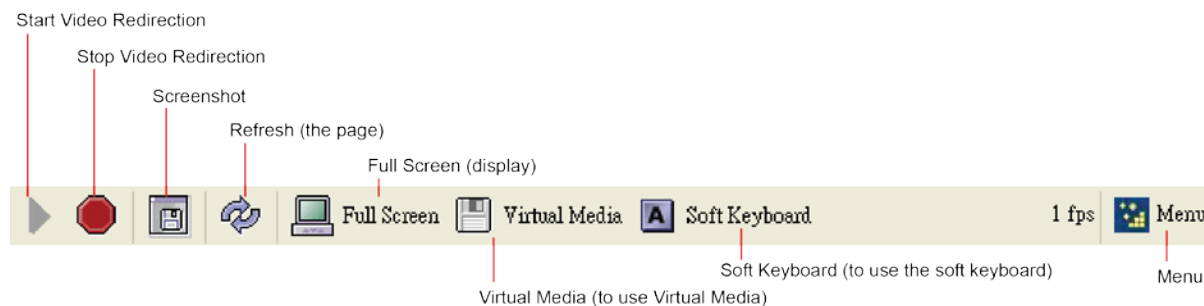 Start Video Redirection
Stop Video Redirection
Screenshot
Refresh (the page)
Full Screen (display)
Full Screen
Virtual Media
A
Soft Keyboard
1 fps
Menu
Soft Keyboard (to use the soft keyboard)
Menu
Virtual Media (to use Virtual Media)